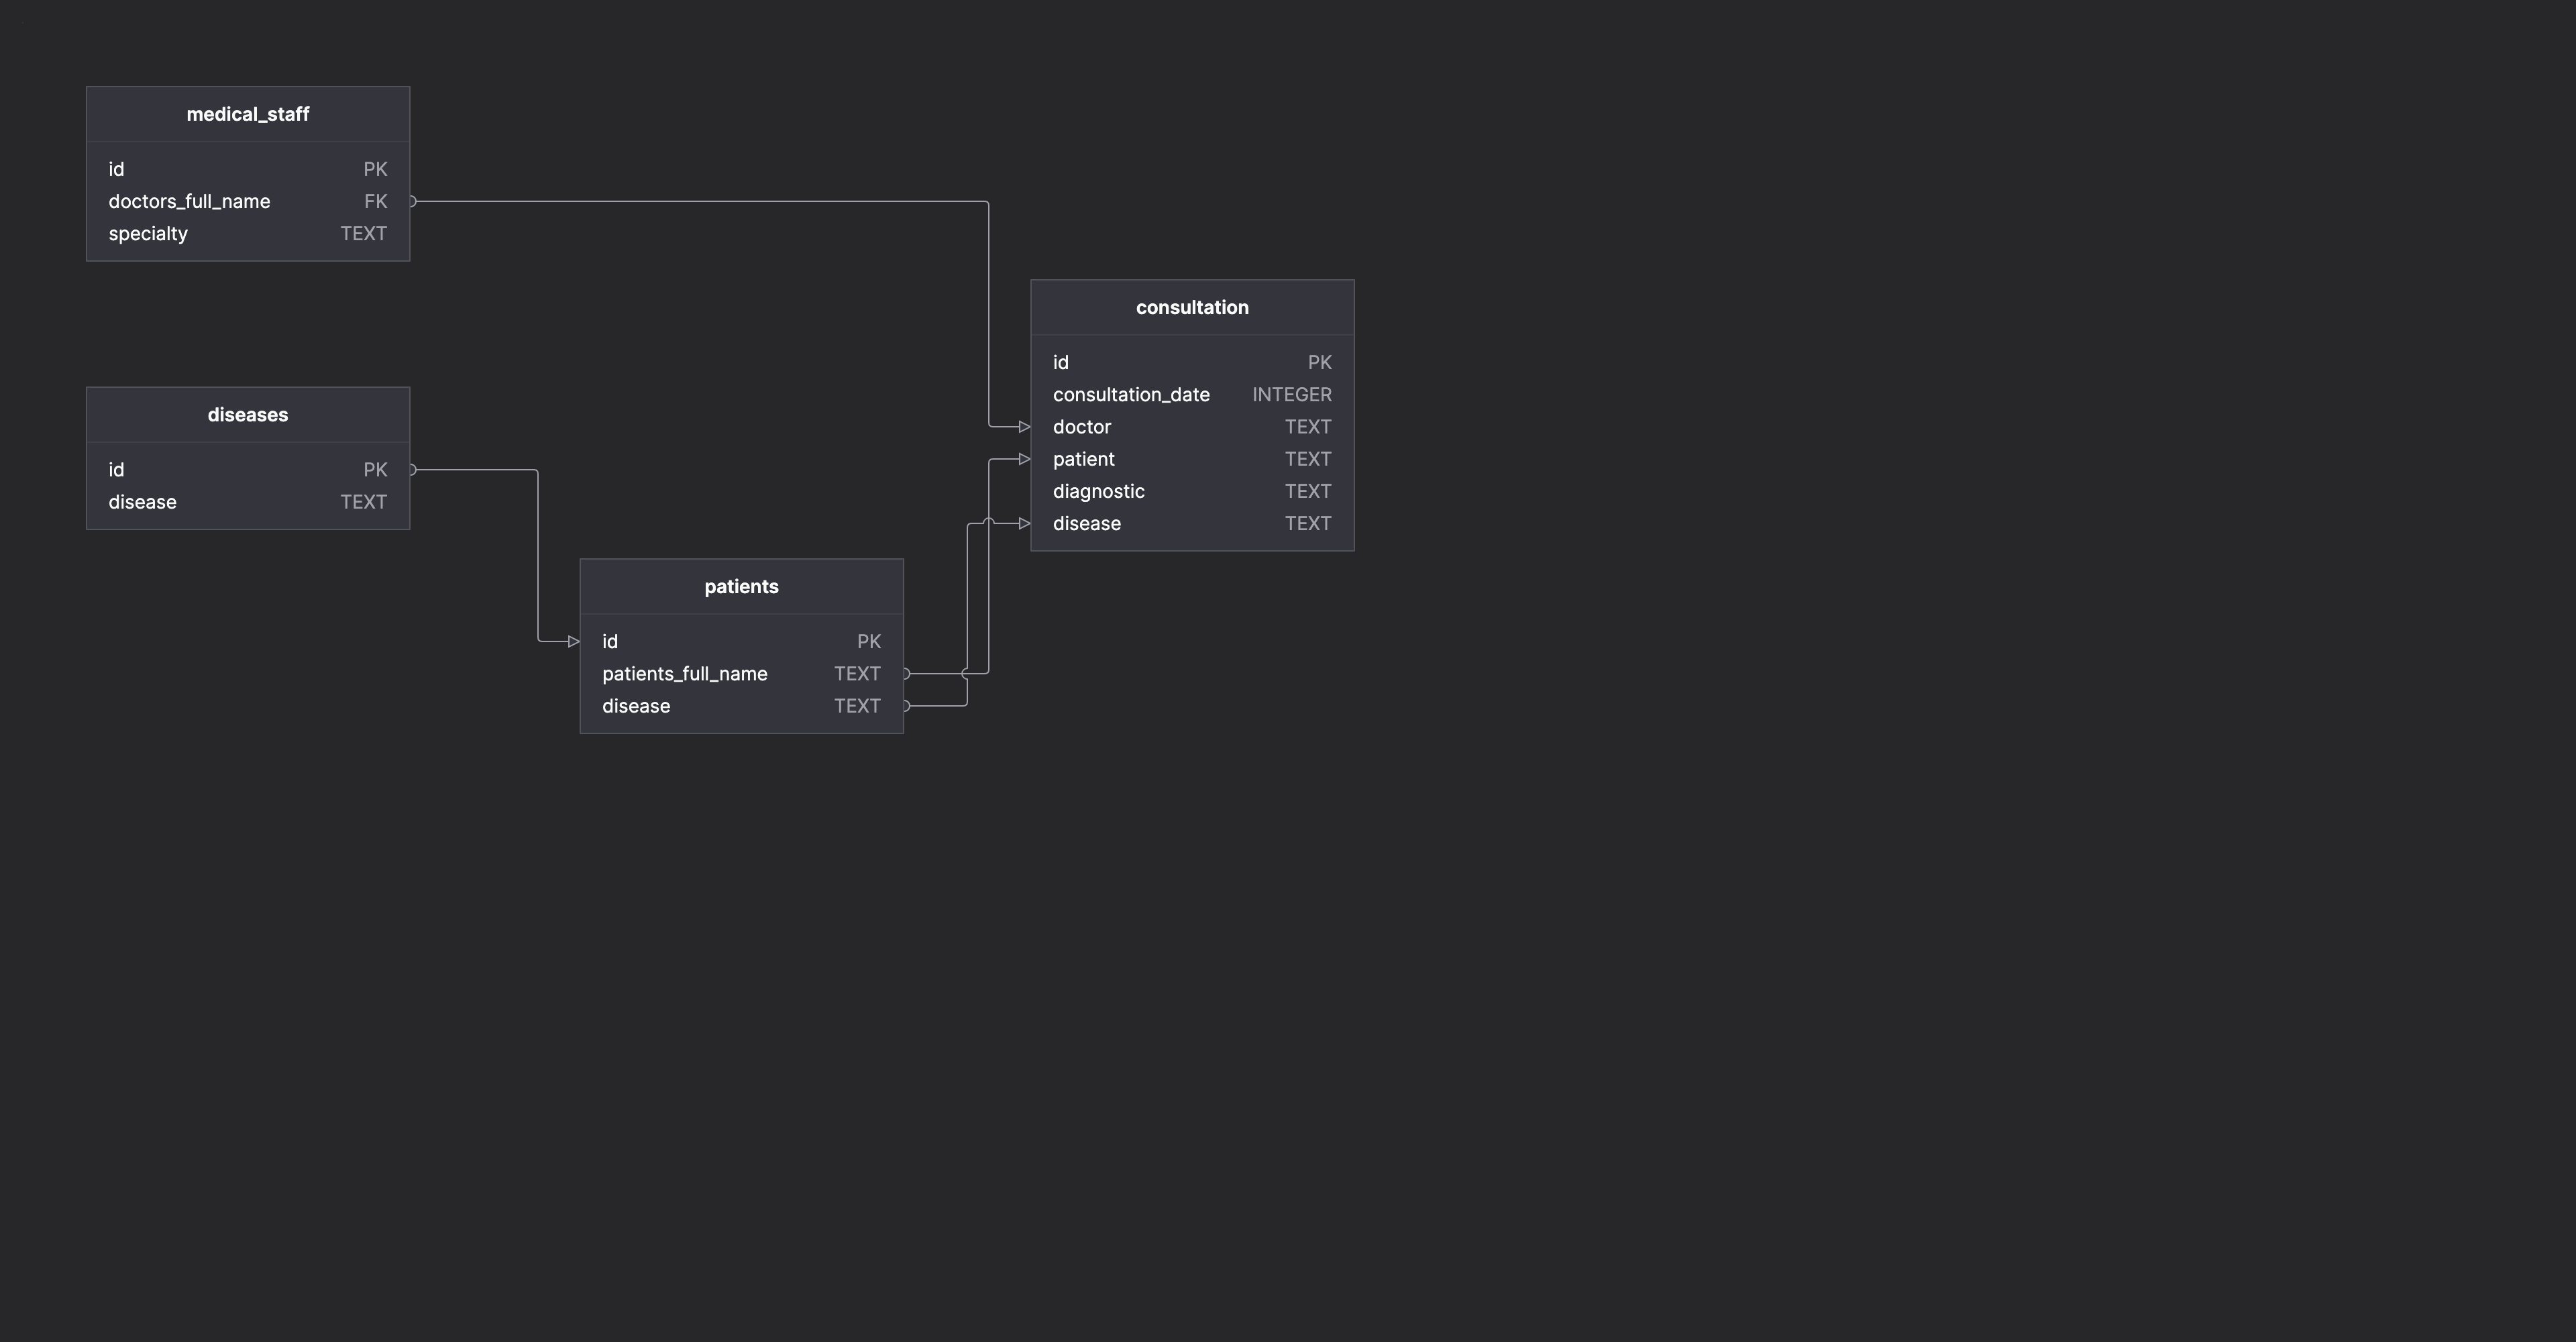 medical_staff
id PK
doctors_full_name FK
specialty TEXT
diseases
id PK
disease TEXT
patients
id PK
patients_full_name TEXT
disease TEXT
consultation
id PK
consultation_date INTEGER
doctor TEXT
patient TEXT
diagnostic TEXT
disease TEXT